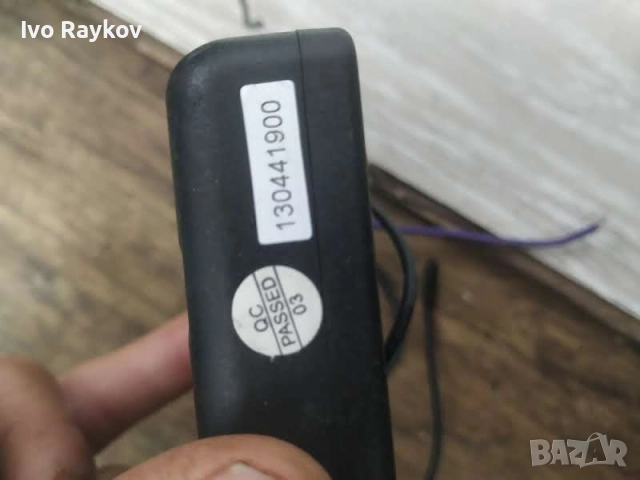 Ivo Raykov
130441900
QC
PASSED
03
BAZAR